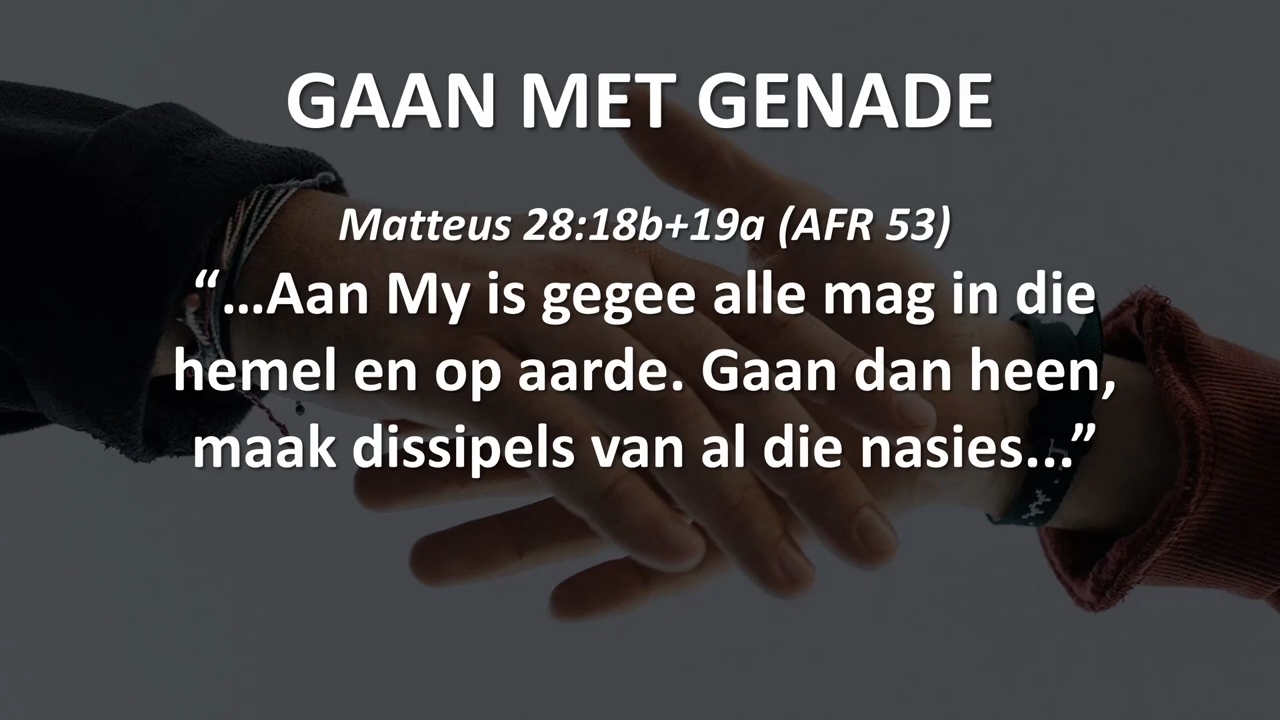 GAAN MET GENADE
Matteus 28:18b+19a (AFR 53)
“…Aan My is gegee alle mag in die
hemel en op aarde. Gaan dan heen,
maak dissipels van al die nasies...”